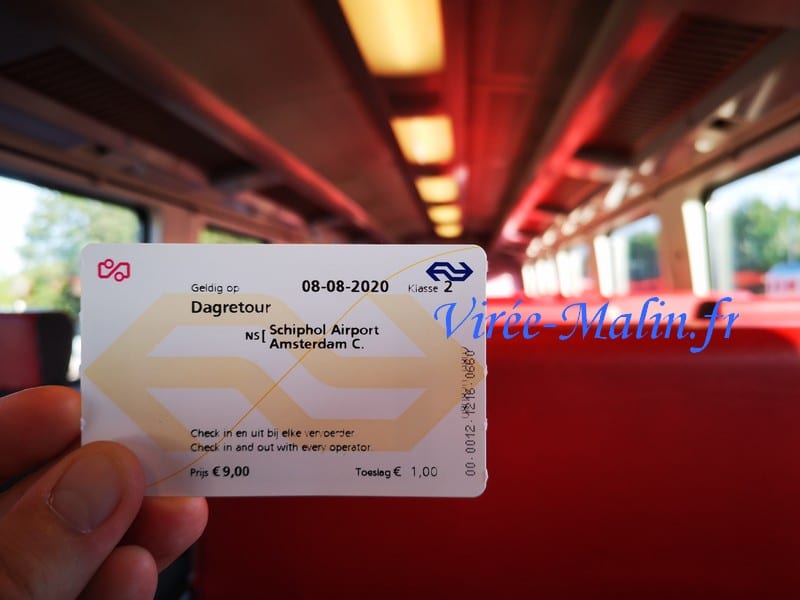 Geldig op 08-08-2020 Klasse 2
Dagretour
NS[ Schiphol Airport
Amsterdam C.
Virée-Malin.fr
Check in en uit bij elke vervoerder
Check in and out with every operator.
Prijs € 9,00 Toeslag € 1,00